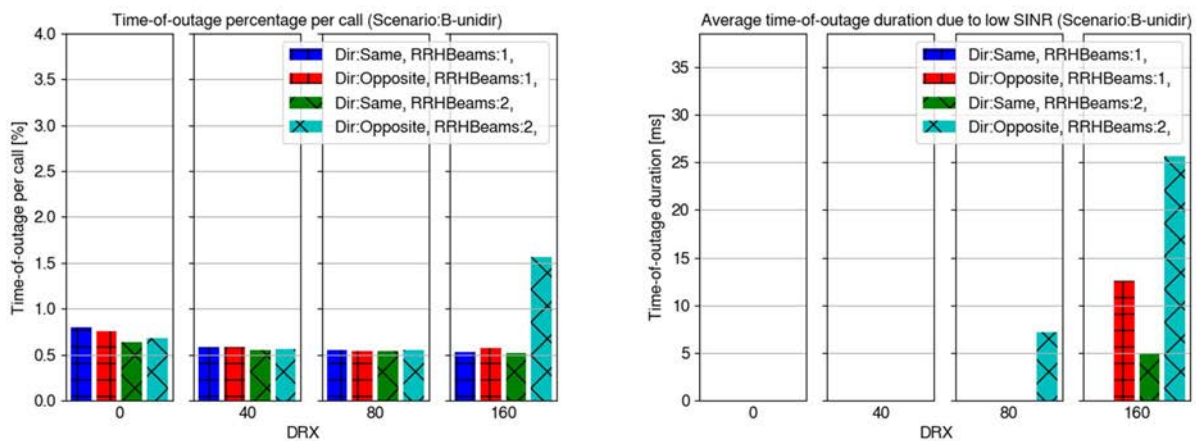 Time-of-outage percentage per call (Scenario:B-unidir)
4.0
3.5
3.0
2.5
2.0
1.5
1.0
0.5
0.0
Time-of-outage per call [%]
Dir:Same, RRHBeams:1,
Dir:Opposite, RRHBeams:1,
Dir:Same, RRHBeams:2,
Dir:Opposite, RRHBeams:2,
0
40
80
160
DRX
Average time-of-outage duration due to low SINR (Scenario:B-unidir)
35
30
25
20
15
10
5
0
Time-of-outage duration [ms]
Dir:Same, RRHBeams:1,
Dir:Opposite, RRHBeams:1,
Dir:Same, RRHBeams:2,
Dir:Opposite, RRHBeams:2,
0
40
80
160
DRX